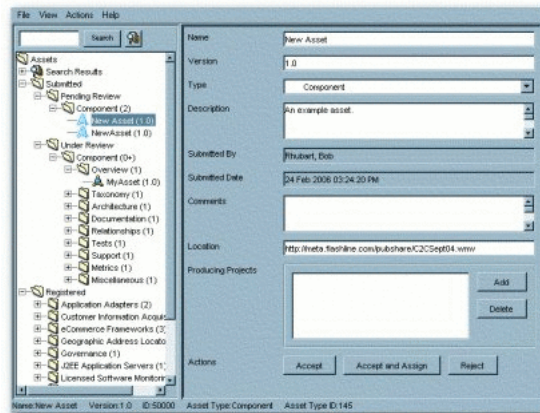 File View Actions Help
Search
Assets
Search Results
Submitted
Pending Review
Component (2)
New Asset (1.0)
NewAsset (1.0)
Under Review
Component (0+)
Overview (1)
MyAsset (1.0)
Taxonomy (1)
Architecture (1)
Documentation (1)
Relationships (1)
Tests (1)
Support (1)
Metrics (1)
Miscellaneous (1)
Registered
Application Adapters (2)
Customer Information Acquis
eCommerce Frameworks (3)
Geographic Address Locato
Governance (1)
J2EE Application Servers (1)
Licensed Software Monitorin
Name New Asset
Version 1.0
Type Component
Description An example asset.
Submitted By Rhubart, Bob
Submitted Date 24 Feb 2006 03:24:20 PM
Comments
Location http://meta.flashline.com/pubshare/C2CSept04.wmv
Producing Projects
Add
Delete
Actions Accept Accept and Assign Reject
Name:New Asset Version:1.0 ID:50000 Asset Type:Component Asset Type ID:145